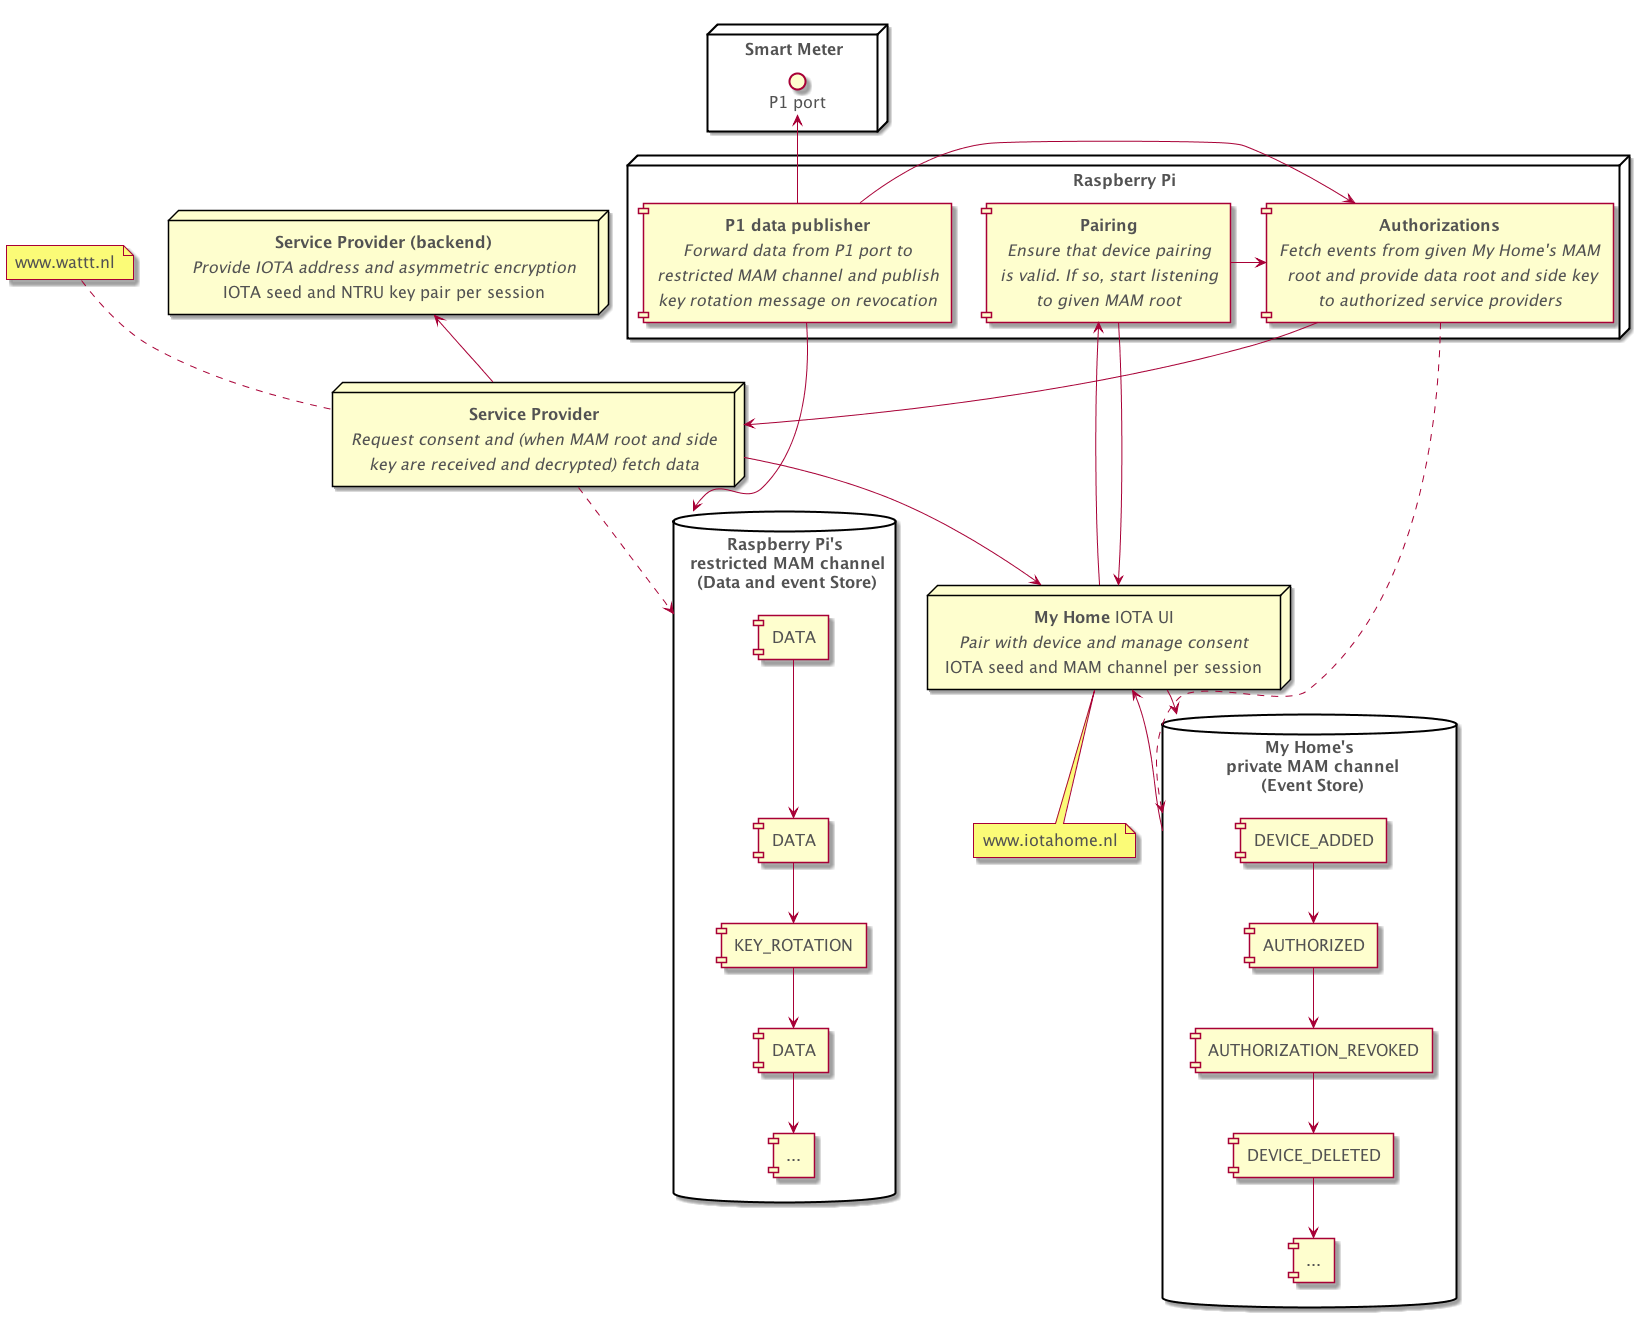 Smart Meter
P1 port
Raspberry Pi
P1 data publisher
Forward data from P1 port to
restricted MAM channel and publish
key rotation message on revocation
Pairing
Ensure that device pairing
is valid. If so, start listening
to given MAM root
Authorizations
Fetch events from given My Home's MAM
root and provide data root and side key
to authorized service providers
www.wattt.nl
Service Provider (backend)
Provide IOTA address and asymmetric encryption
IOTA seed and NTRU key pair per session
Service Provider
Request consent and (when MAM root and side
key are received and decrypted) fetch data
Raspberry Pi's
restricted MAM channel
(Data and event Store)
DATA
DATA
KEY_ROTATION
DATA
...
My Home IOTA UI
Pair with device and manage consent
IOTA seed and MAM channel per session
www.iotahome.nl
My Home's
private MAM channel
(Event Store)
DEVICE_ADDED
AUTHORIZED
AUTHORIZATION_REVOKED
DEVICE_DELETED
...